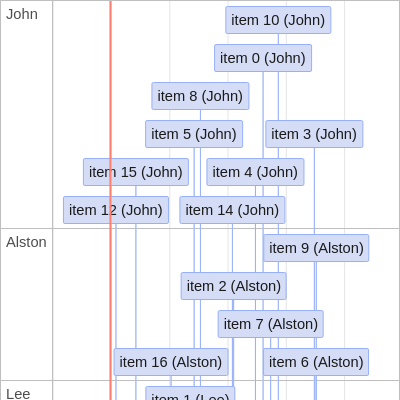 John
item 10 (John)
item 0 (John)
item 8 (John)
item 5 (John)
item 3 (John)
item 15 (John)
item 4 (John)
item 12 (John)
item 14 (John)
Alston
item 9 (Alston)
item 2 (Alston)
item 7 (Alston)
item 16 (Alston)
item 6 (Alston)
Lee
item 1 (Lee)